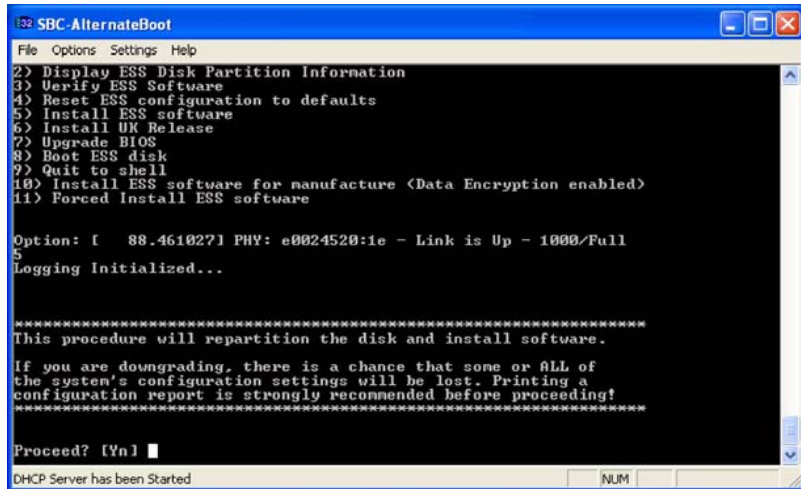 SBC-AlternateBoot
File Options Settings Help
2) Display ESS Disk Partition Information
3) Verify ESS Software
4) Reset ESS configuration to defaults
5) Install ESS software
6) Install UK Release
7) Upgrade BIOS
8) Boot ESS disk
9) Quit to shell
10) Install ESS software for manufacture (Data Encryption enabled)
11) Forced Install ESS software
Option: [   88.461027] PHY: e0024520:1e - Link is Up - 1000/Full
5
Logging Initialized...
*******************************************************************
This procedure will repartition the disk and install software.
If you are downgrading, there is a chance that some or ALL of
the system's configuration settings will be lost. Printing a
configuration report is strongly recommended before proceeding!
*******************************************************************
Proceed? [Yn]
DHCP Server has been Started
NUM